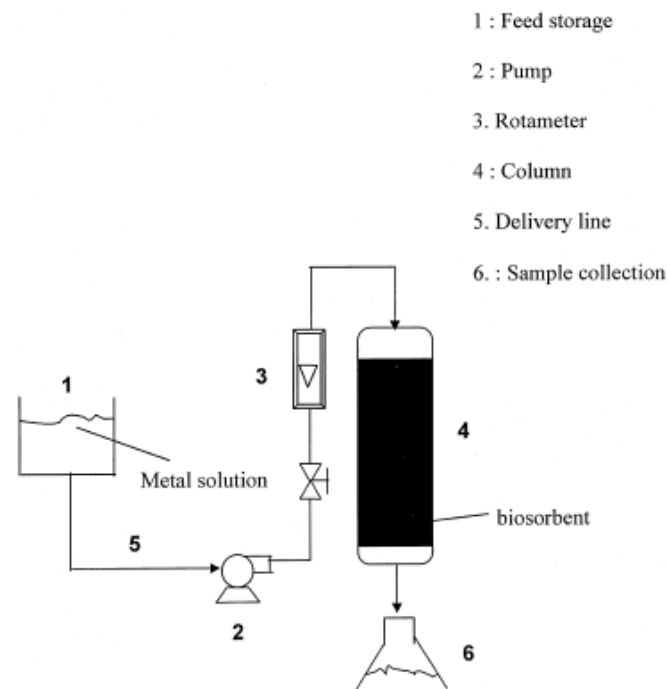 1 : Feed storage
2 : Pump
3. Rotameter
4 : Column
5. Delivery line
6. : Sample collection
1
3
4
Metal solution
biosorbent
5
2
6